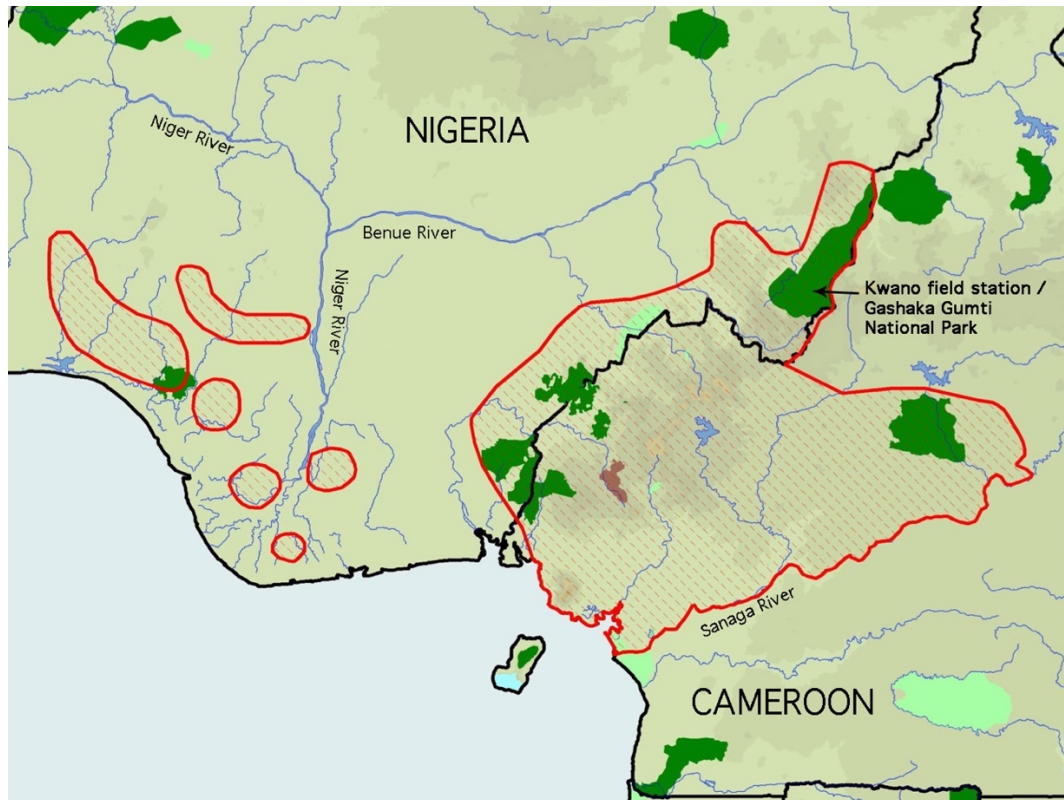 NIGERIA
Niger River
Benue River
Niger River
Kwano field station /
Gashaka Gumti
National Park
Sanaga River
CAMEROON